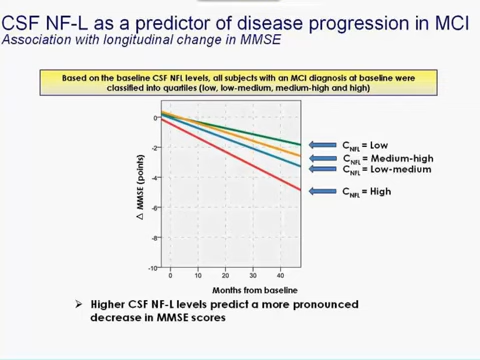 CSF NF-L as a predictor of disease progression in MCI
Association with longitudinal change in MMSE
Based on the baseline CSF NFL levels, all subjects with an MCI diagnosis at baseline were
classified into quartiles (low, low-medium, medium-high and high)
0
-2
-4
-6
-8
-10
Δ MMSE (points)
0 10 20 30 40
Months from baseline
CNFL = Low
CNFL = Medium-high
CNFL = Low-medium
CNFL = High
➢ Higher CSF NF-L levels predict a more pronounced
decrease in MMSE scores